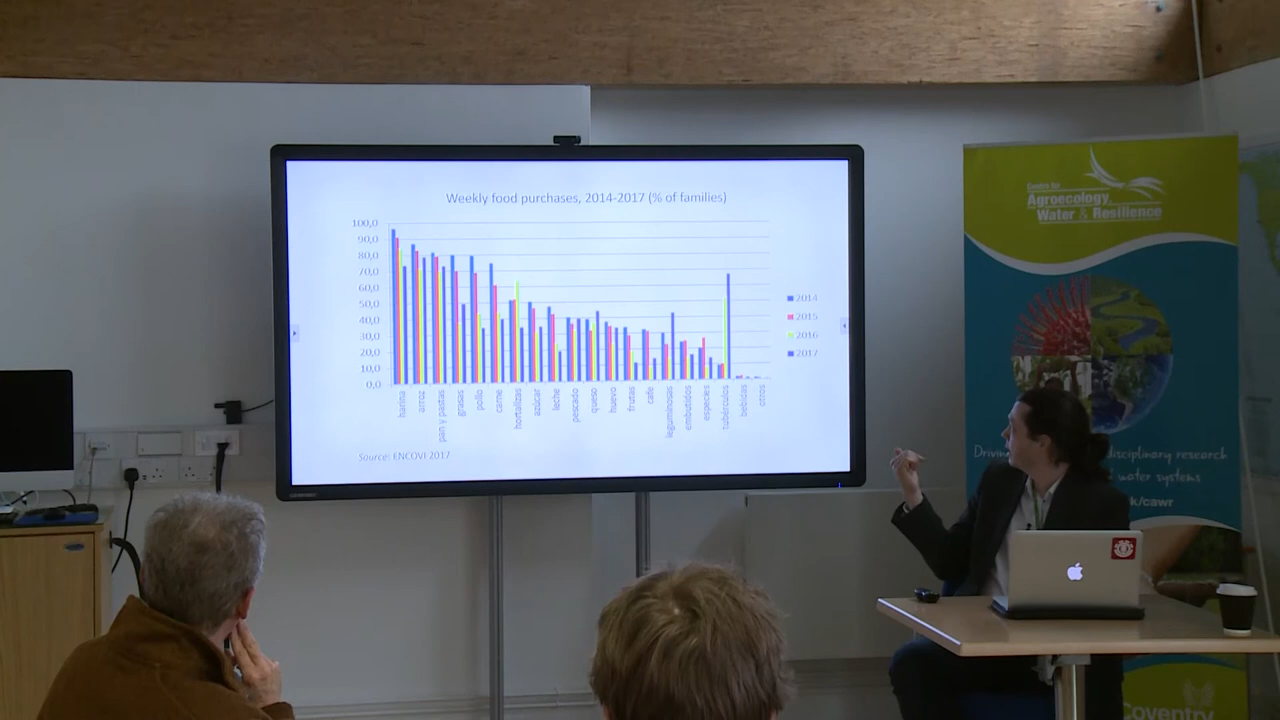 Weekly food purchases, 2014-2017 (% of families)
100,0
90,0
80,0
70,0
60,0
50,0
40,0
30,0
20,0
10,0
0,0
harina
arroz
pan y pastas
grasas
pollo
carne
hortalizas
azúcar
leche
pescado
queso
huevo
frutas
cafe
leguminosas
embutidos
especies
tubérculos
bebidas
otros
2014
2015
2016
2017
Source: ENCOVI 2017
Centre for
Agroecology,
Water & Resilience
disciplinary research
water systems
k/cawr
Coventry